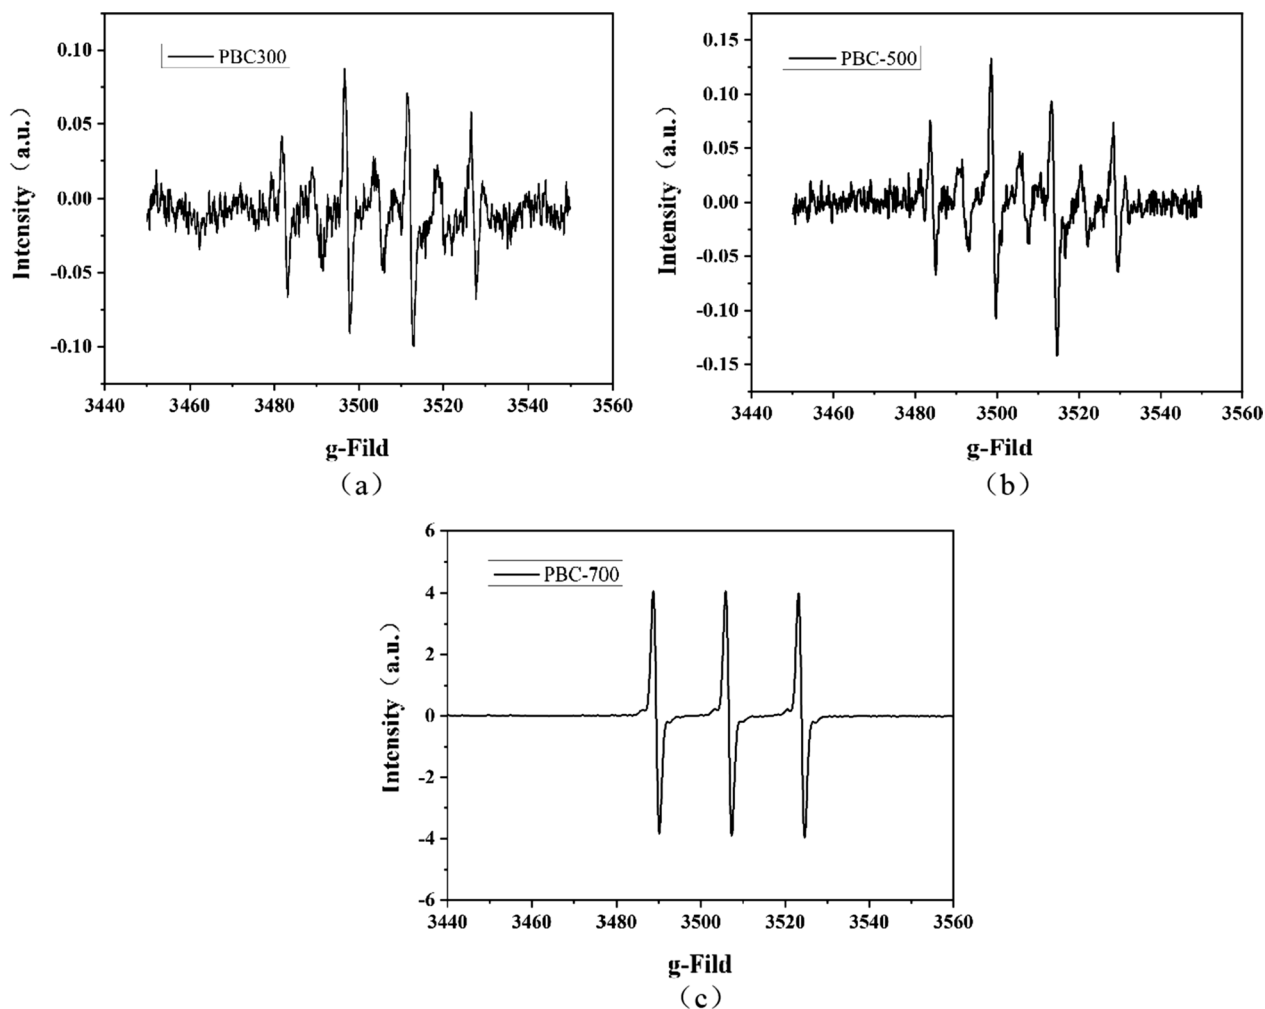 PBC300
0.10
0.05
0.00
-0.05
-0.10
Intensity（a.u.）
3440 3460 3480 3500 3520 3540 3560
g-Fild
（a）
PBC-500
0.15
0.10
0.05
0.00
-0.05
-0.10
-0.15
Intensity（a.u.）
3440 3460 3480 3500 3520 3540 3560
g-Fild
（b）
PBC-700
6
4
2
0
-2
-4
-6
Intensity（a.u.）
3440 3460 3480 3500 3520 3540 3560
g-Fild
（c）